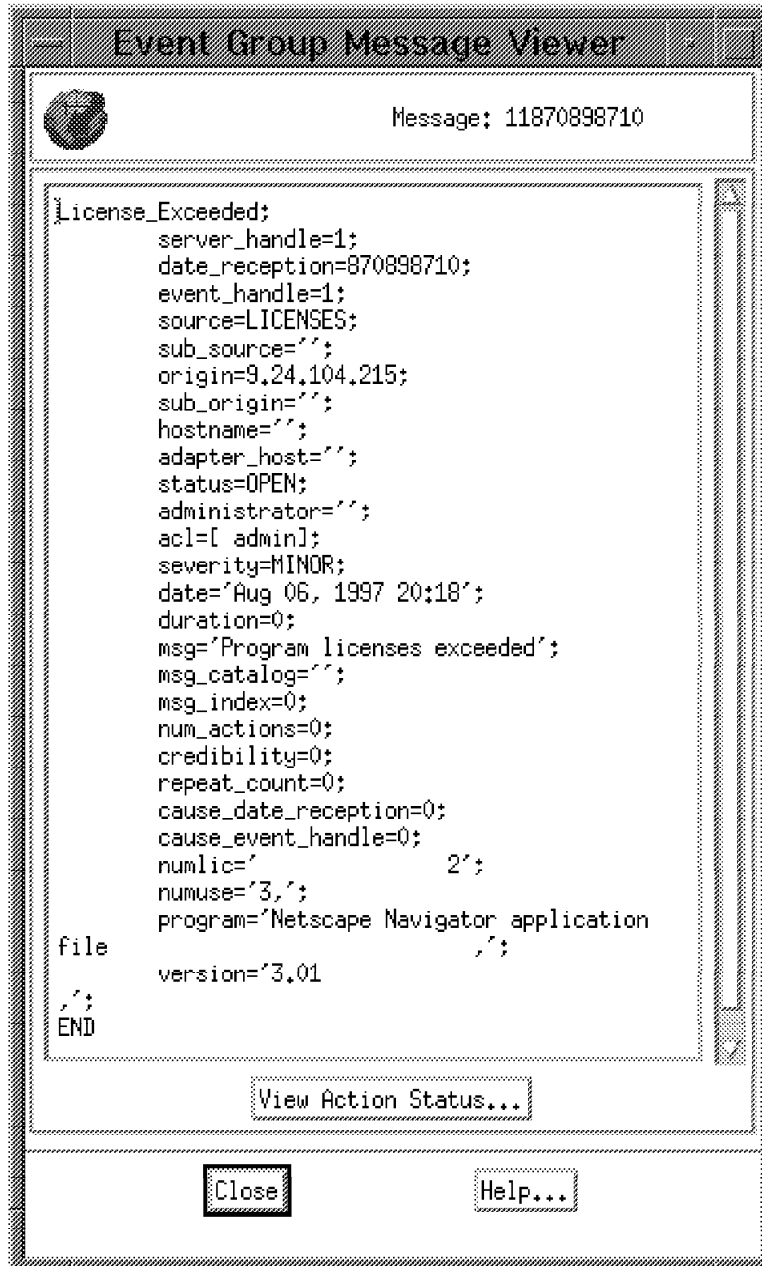 Event Group Message Viewer
Message: 11870898710
License_Exceeded;
server_handle=1;
date_reception=870898710;
event_handle=1;
source=LICENSES;
sub_source='';
origin=9.24.104.215;
sub_origin='';
hostname='';
adapter_host='';
status=OPEN;
administrator='';
acl=[ admin];
severity=MINOR;
date='Aug 06, 1997 20:18';
duration=0;
msg='Program licenses exceeded';
msg_catalog='';
msg_index=0;
num_actions=0;
credibility=0;
repeat_count=0;
cause_date_reception=0;
cause_event_handle=0;
numlic='                2';
numuse='3,';
program='Netscape Navigator application
file                              ,';
version='3.01
,';
END
View Action Status...
Close
Help...